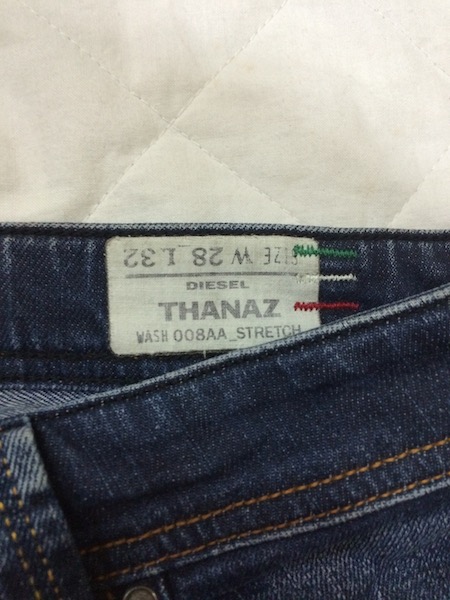 SIZE W 28 L 32
DIESEL
THANAZ
WASH 008AA_STRETCH